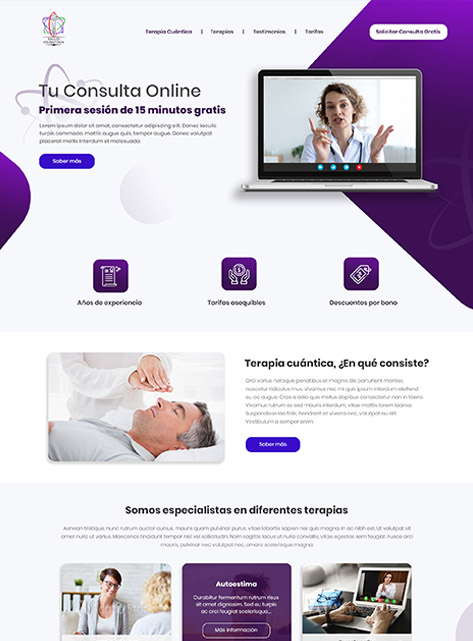 Terapia Cuántica | Terapias | Testimonios | Tarifas
Solicitar Consulta Gratis
Tu Consulta Online
Primera sesión de 15 minutos gratis
Lorem ipsum dolor sit amet, consectetur adipiscing elit. Donec iaculis
turpis commodo, mattis augue quis, tempor augue. Donec volutpat
placerat mollis interdum et malesuada.
Saber más
Años de experiencia
Tarifas asequibles
Descuentos por bono
Terapia cuántica, ¿En qué consiste?
Orci varius natoque penatibus et magnis dis parturient montes,
nascetur ridiculus mus. Vivamus nec mi quis ipsum interdum eleifend
eu ac augue. Cras a odio quis metus dapibus consectetur non in libero.
Vivamus rutrum ex sed mauris interdum, vitae mattis lorem lacinia.
Suspendisse leo felis, hendrerit et viverra nec, volutpat eu elit.
Vestibulum a semper enim.
Saber más
Somos especialistas en diferentes terapias
Aenean tristique, nunc rutrum auctor cursus, mauris quam pulvinar purus, vitae lobortis sapien nisi quis magna. In ac nibh est. Ut volutpat sit
amet nulla ut varius. Maecenas tincidunt tempor nisl vel sollicitudin. Nam sagittis lacus ut nulla convallis, vitae egestas sem feugiat. Fusce orci
mauris, pulvinar nec volutpat nec, ornare scelerisque magna.
Autoestima
Curabitur fermentum rutrum risus
sit amet dignissim. Sed eu turpis
ac orci feugiat scelerisque...
Más información